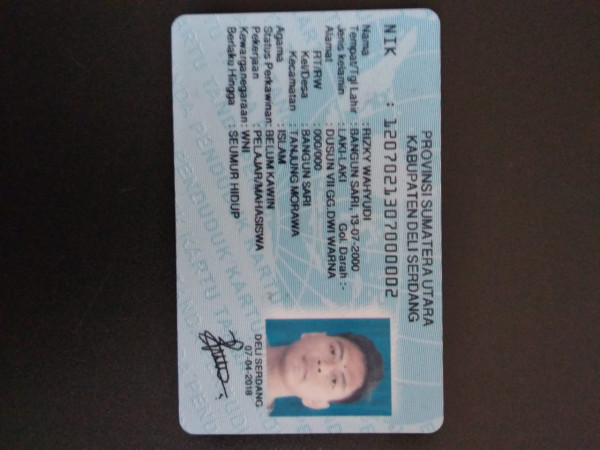 PROVINSI SUMATERA UTARA
KABUPATEN DELI SERDANG
NIK : 1207021307000002
Nama : RIZKY WAHYUDI
Tempat/Tgl Lahir : BANGUN SARI, 13-07-2000
Jenis kelamin : LAKI-LAKI Gol. Darah : -
Alamat : DUSUN VII GG.DWI WARNA
RT/RW : 000/000
Kel/Desa : BANGUN SARI
Kecamatan : TANJUNG MORAWA
Agama : ISLAM
Status Perkawinan: BELUM KAWIN
Pekerjaan : PELAJAR/MAHASISWA
Kewarganegaraan: WNI
Berlaku Hingga : SEUMUR HIDUP
DELI SERDANG
07-04-2018